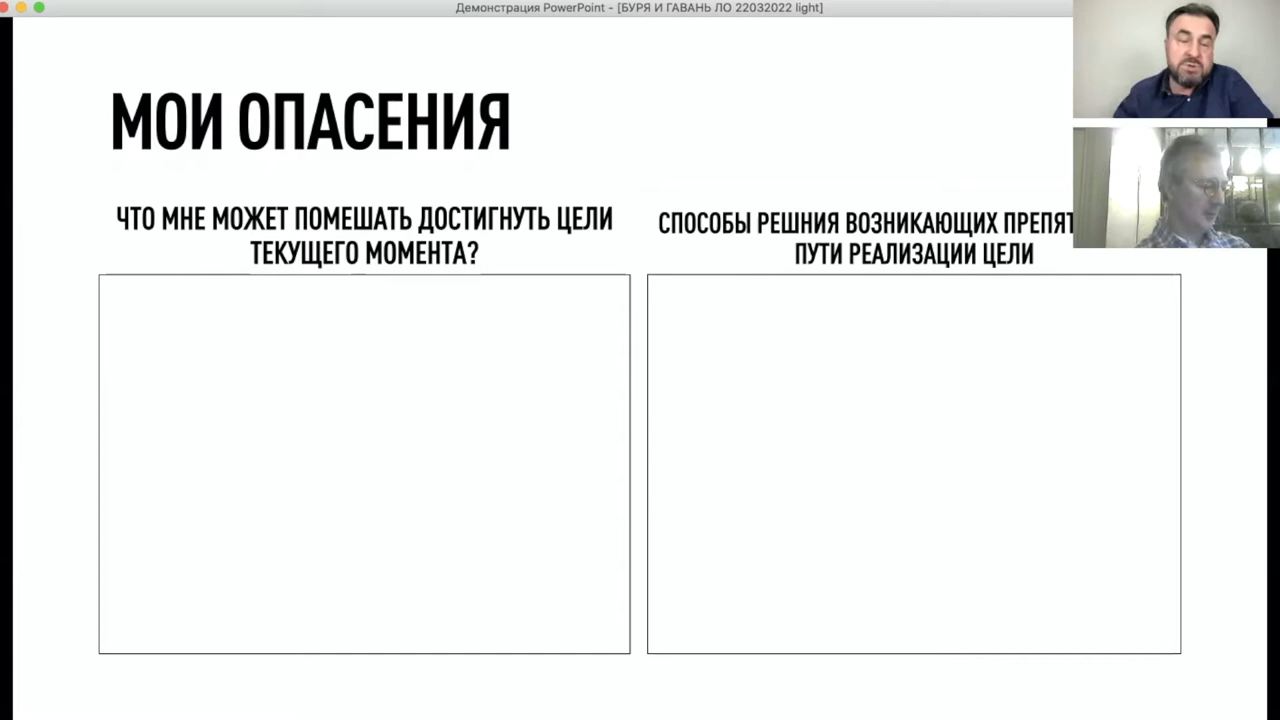 Демонстрация PowerPoint - [БУРЯ И ГАВАНЬ ЛО 22032022 light]
МОИ ОПАСЕНИЯ
ЧТО МНЕ МОЖЕТ ПОМЕШАТЬ ДОСТИГНУТЬ ЦЕЛИ
ТЕКУЩЕГО МОМЕНТА?
СПОСОБЫ РЕШНИЯ ВОЗНИКАЮЩИХ ПРЕПЯТ
ПУТИ РЕАЛИЗАЦИИ ЦЕЛИ